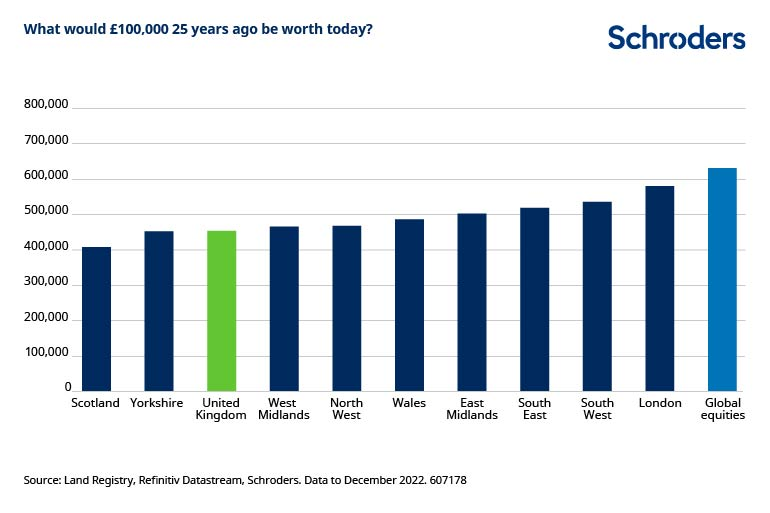 What would £100,000 25 years ago be worth today?
Schroders
800,000
700,000
600,000
500,000
400,000
300,000
200,000
100,000
0
Scotland
Yorkshire
United
Kingdom
West
Midlands
North
West
Wales
East
Midlands
South
East
South
West
London
Global
equities
Source: Land Registry, Refinitiv Datastream, Schroders. Data to December 2022. 607178